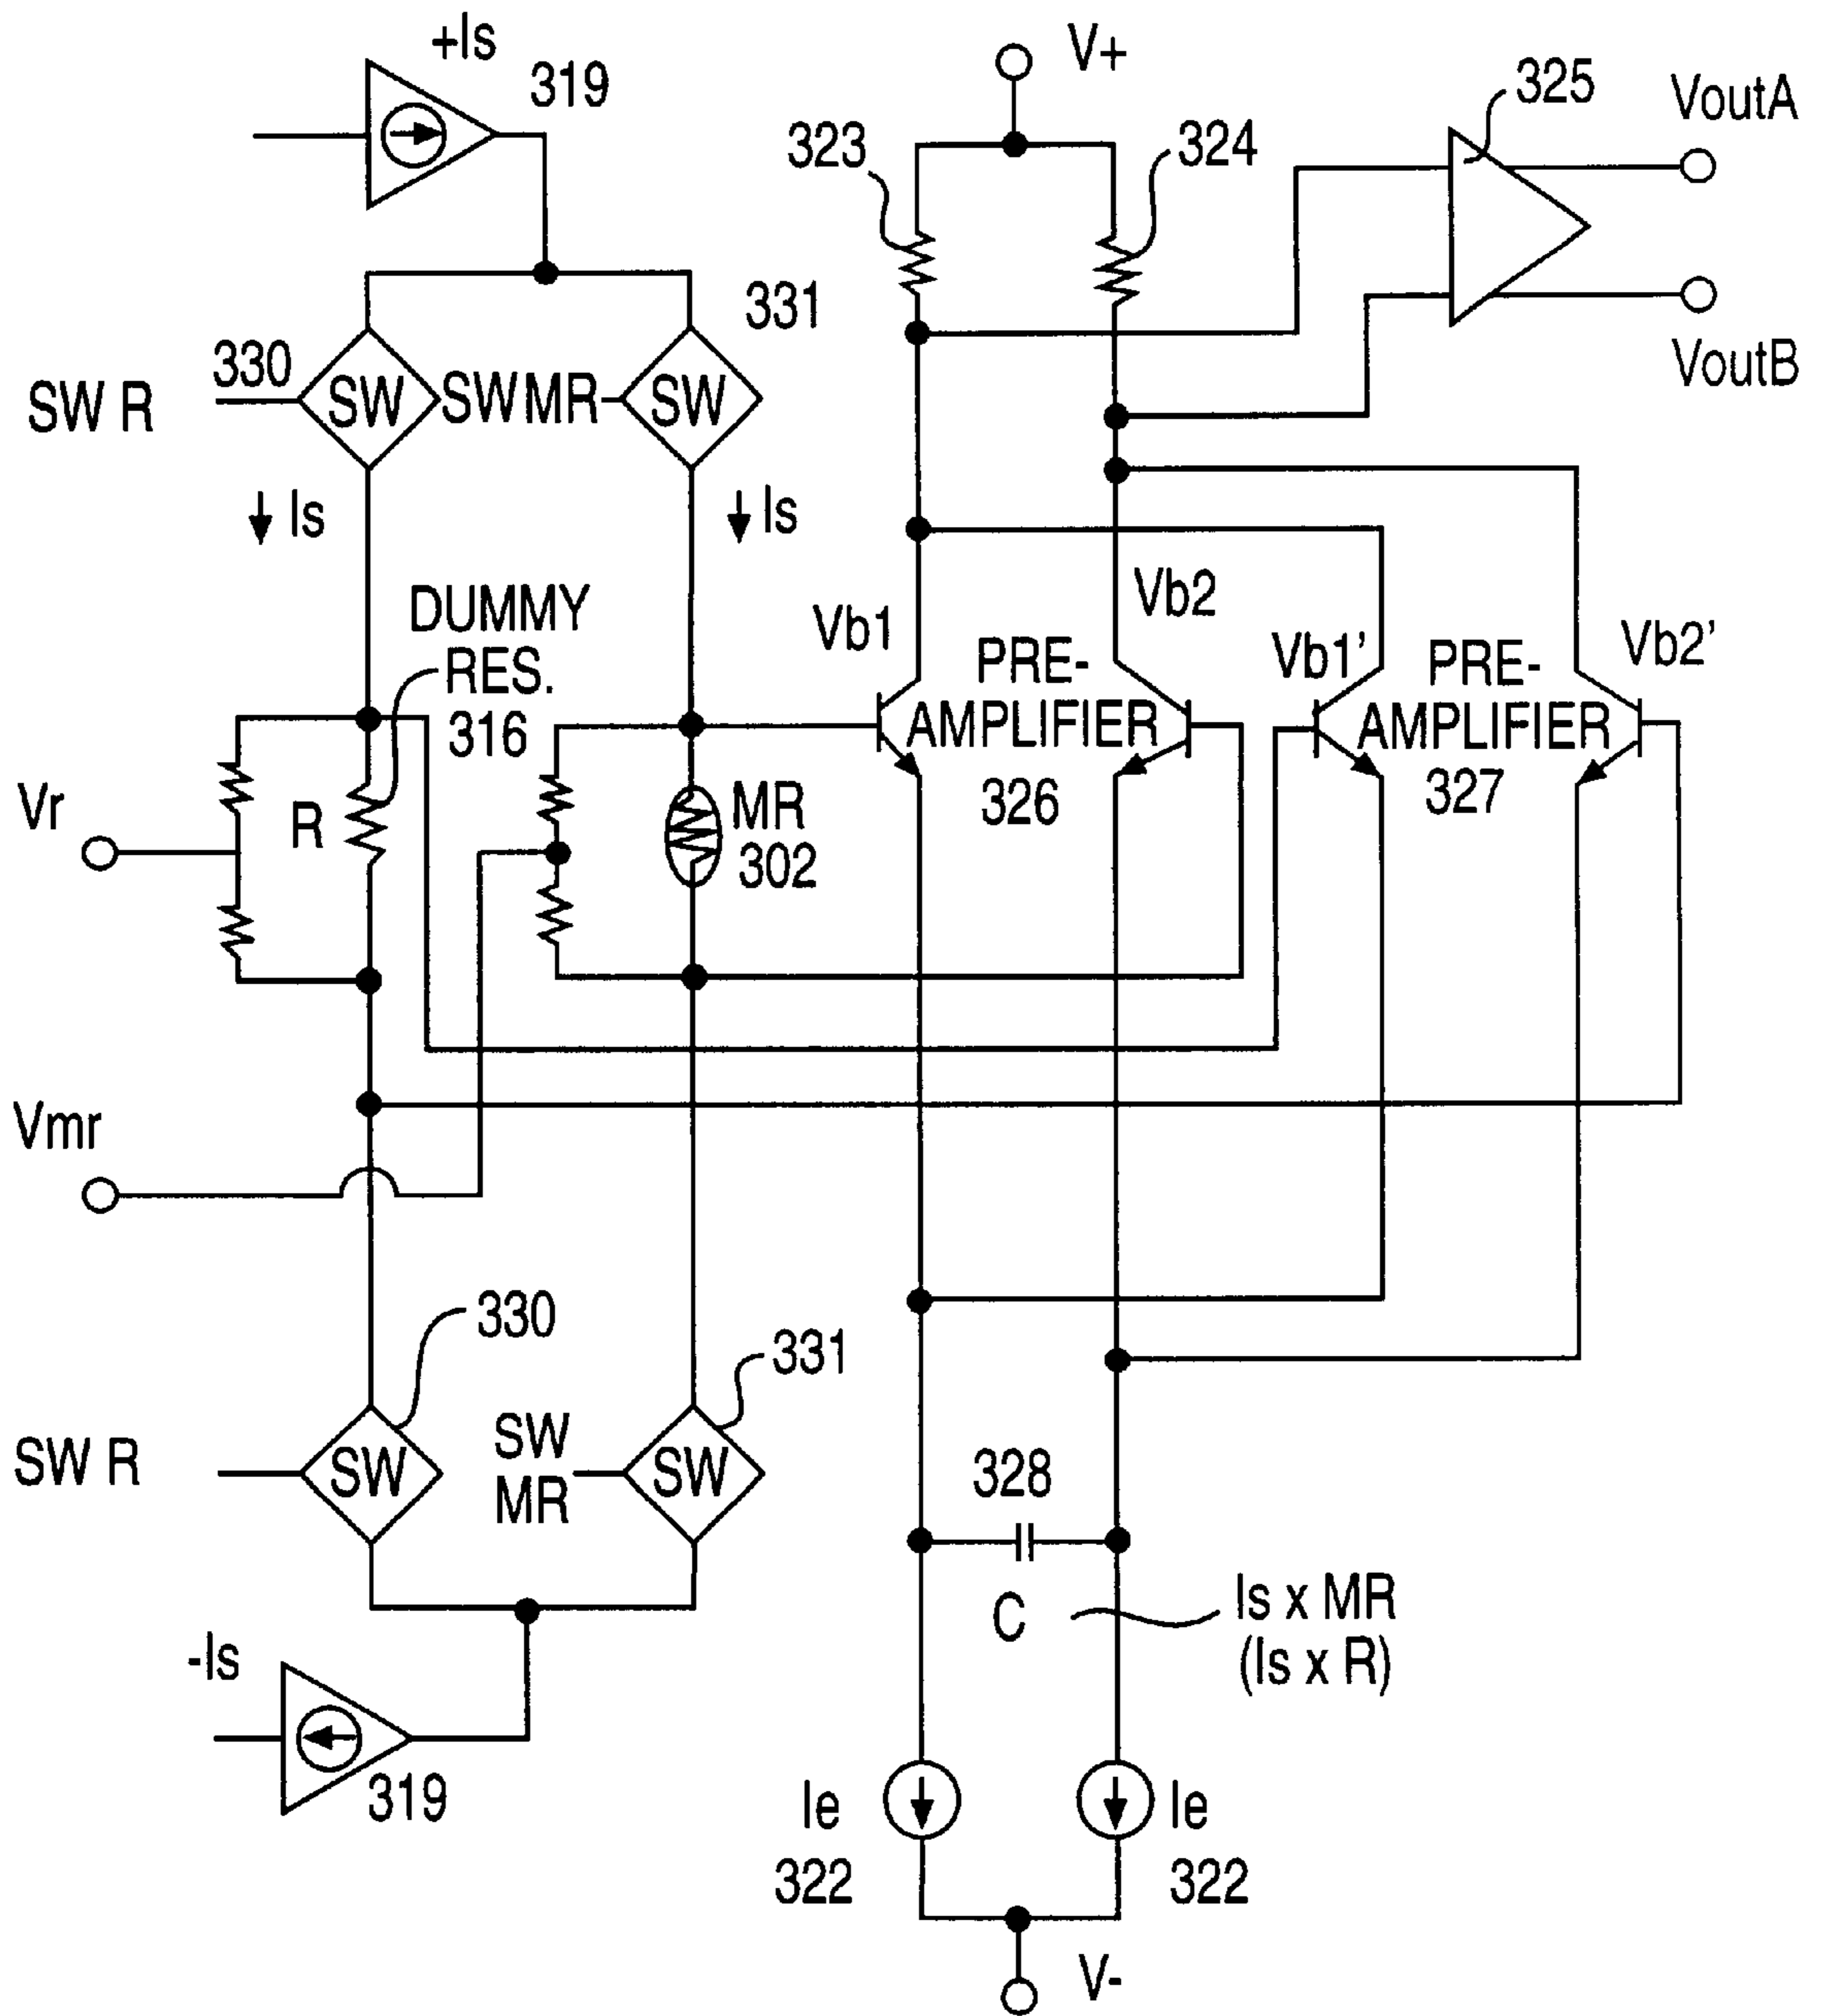 +Is
319
V+
325
VoutA
323
324
331
330
SW R
SW
SW MR
SW
VoutB
Is
Is
DUMMY
RES.
316
Vb1
Vb2
Vb1'
Vb2'
PRE-
AMPLIFIER
326
PRE-
AMPLIFIER
327
Vr
R
MR
302
Vmr
330
331
SW R
SW
SW
MR
SW
328
C
Is x MR
(Is x R)
-Is
319
Ie
322
Ie
322
V-